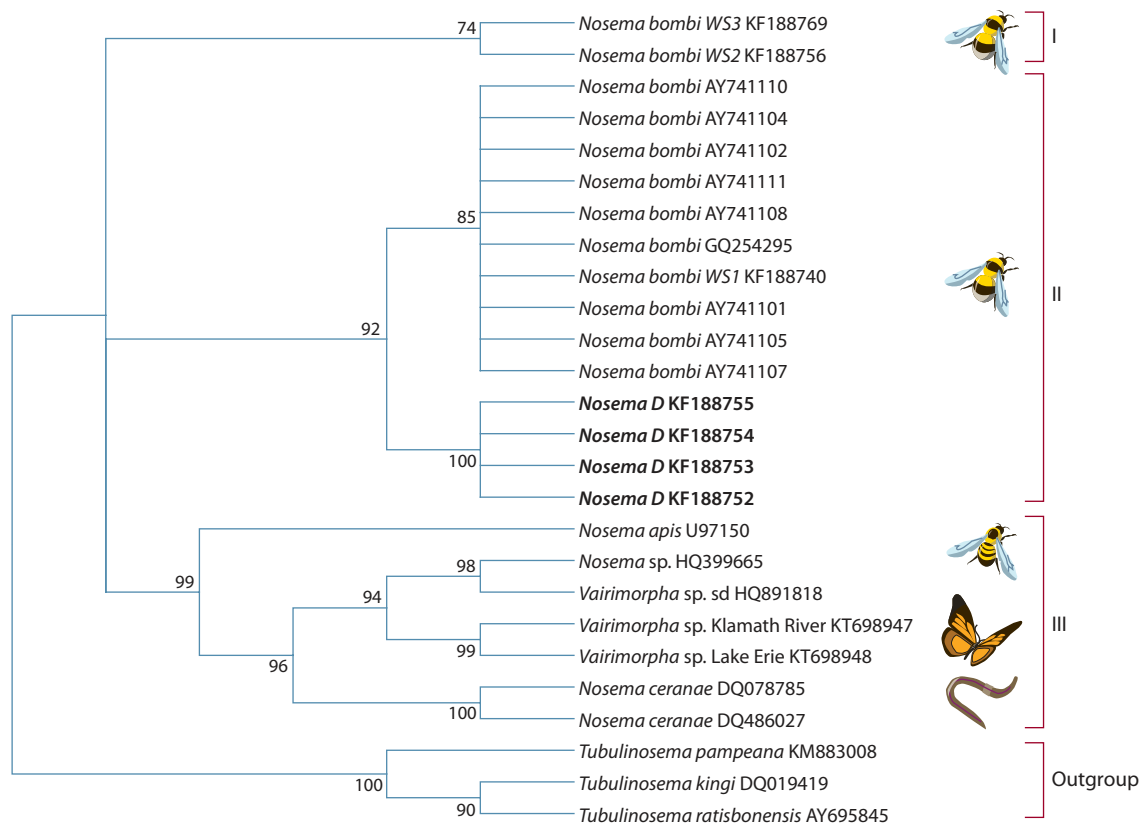 74
Nosema bombi WS3 KF188769
Nosema bombi WS2 KF188756
I
Nosema bombi AY741110
Nosema bombi AY741104
Nosema bombi AY741102
Nosema bombi AY741111
Nosema bombi AY741108
85
Nosema bombi GQ254295
Nosema bombi WS1 KF188740
II
Nosema bombi AY741101
92
Nosema bombi AY741105
Nosema bombi AY741107
Nosema D KF188755
Nosema D KF188754
100
Nosema D KF188753
Nosema D KF188752
Nosema apis U97150
99
98
Nosema sp. HQ399665
Vairimorpha sp. sd HQ891818
94
Vairimorpha sp. Klamath River KT698947
III
99
Vairimorpha sp. Lake Erie KT698948
96
Nosema ceranae DQ078785
100
Nosema ceranae DQ486027
Tubulinosema pampeana KM883008
100
Tubulinosema kingi DQ019419
Outgroup
90
Tubulinosema ratisbonensis AY695845